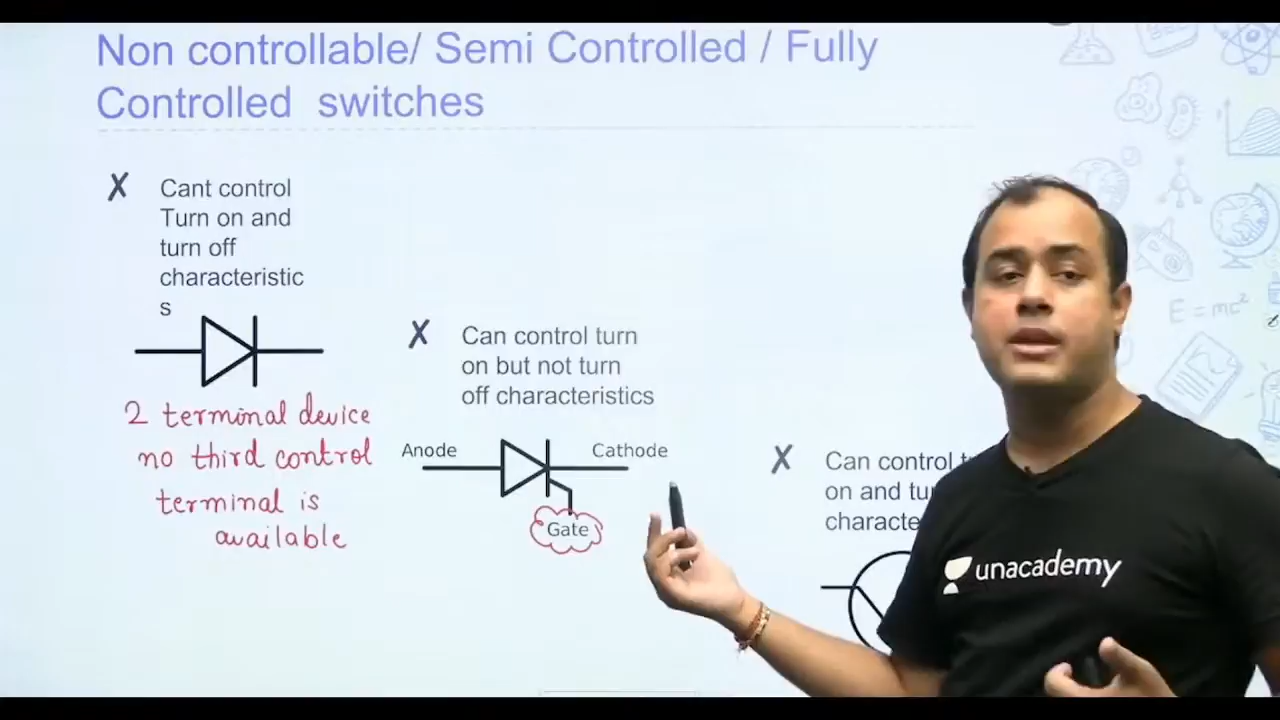 Non controllable/ Semi Controlled / Fully
Controlled  switches
Cant control
Turn on and
turn off
characteristic
s
2 terminal device
no third control
terminal is
available
Can control turn
on but not turn
off characteristics
Anode
Cathode
Gate
Can control
on and
unacademy
E = mc²